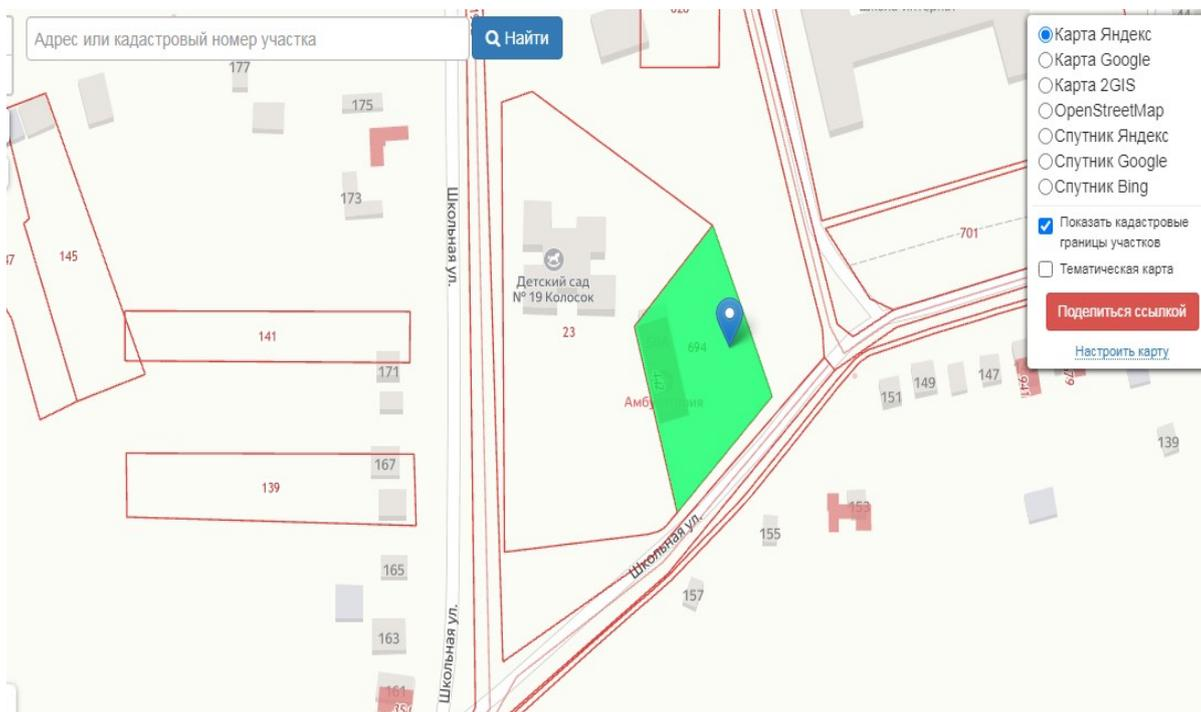 Адрес или кадастровый номер участка
Найти
Карта Яндекс
Карта Google
Карта 2GIS
OpenStreetMap
Спутник Яндекс
Спутник Google
Спутник Bing
Показать кадастровые
границы участков
Тематическая карта
Поделиться ссылкой
Настроить карту
177
175
173
145
141
171
167
139
165
163
161
Школьная ул.
Школьная ул.
Школьная ул.
Детский сад
№ 19 Колосок
23
694
701
151
149
147
139
153
155
157